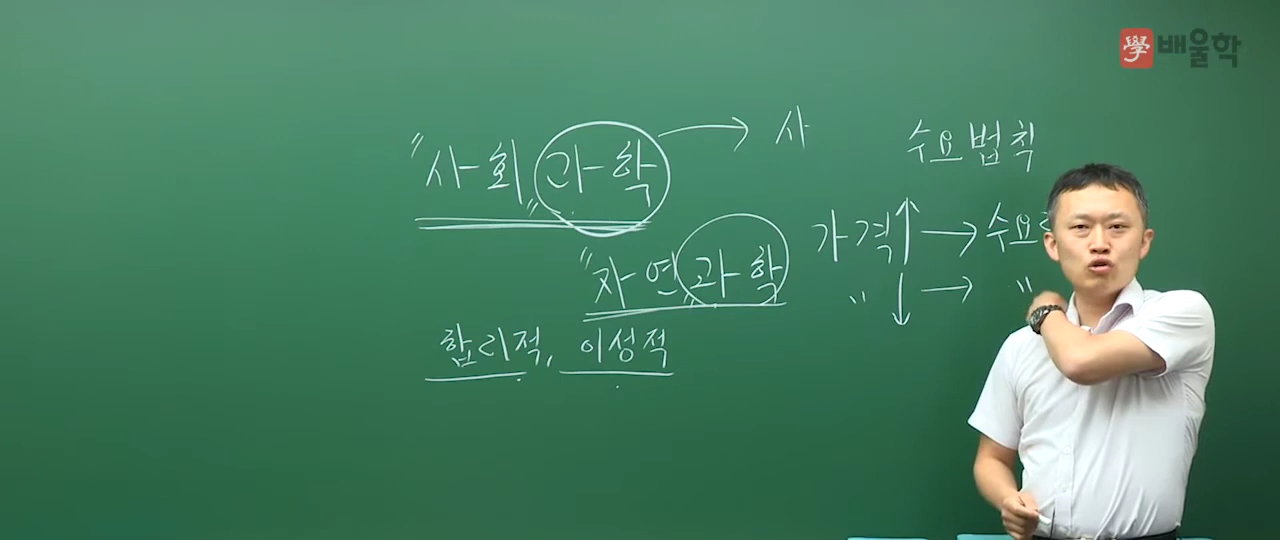 學 배울학
"사회과학" → 사
"자연과학"
합리적, 이성적
수요법칙
가격↑ → 수요
" ↓ → "